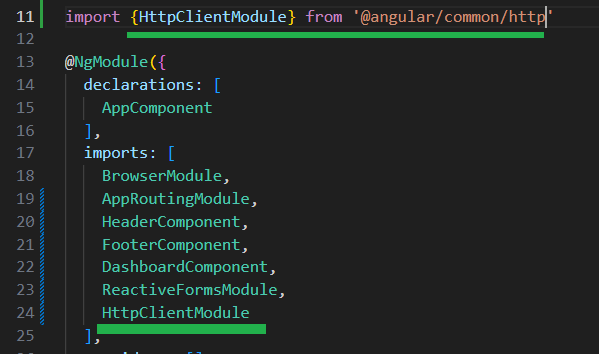 11 import {HttpClientModule} from '@angular/common/http'
12
13 @NgModule({
14 declarations: [
15 AppComponent
16 ],
17 imports: [
18 BrowserModule,
19 AppRoutingModule,
20 HeaderComponent,
21 FooterComponent,
22 DashboardComponent,
23 ReactiveFormsModule,
24 HttpClientModule
25 ],